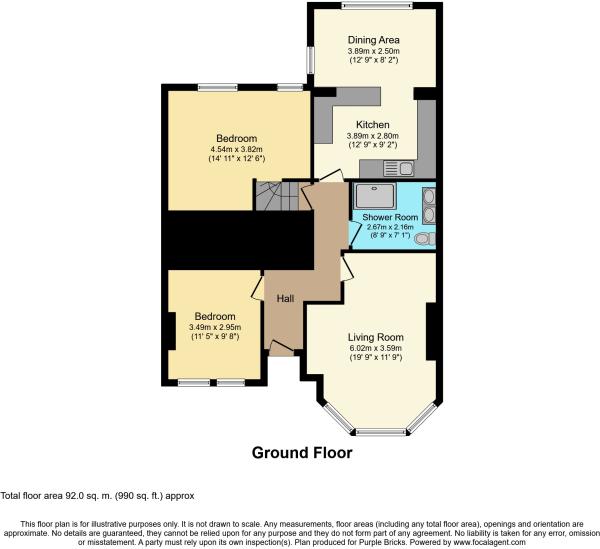 Dining Area
3.89m x 2.50m
(12' 9" x 8' 2")
Kitchen
3.89m x 2.80m
(12' 9" x 9' 2")
Bedroom
4.54m x 3.82m
(14' 11" x 12' 6")
Shower Room
2.67m x 2.16m
(8' 9" x 7' 1")
Hall
Bedroom
3.49m x 2.95m
(11' 5" x 9' 8")
Living Room
6.02m x 3.59m
(19' 9" x 11' 9")
Ground Floor
Total floor area 92.0 sq. m. (990 sq. ft.) approx
This floor plan is for illustrative purposes only. It is not drawn to scale. Any measurements, floor areas (including any total floor area), openings and orientation are
approximate. No details are guaranteed, they cannot be relied upon for any purpose and they do not form part of any agreement. No liability is taken for any error, omission
or misstatement. A party must rely upon its own inspection(s). Plan produced for Purple Bricks. Powered by www.focalagent.com